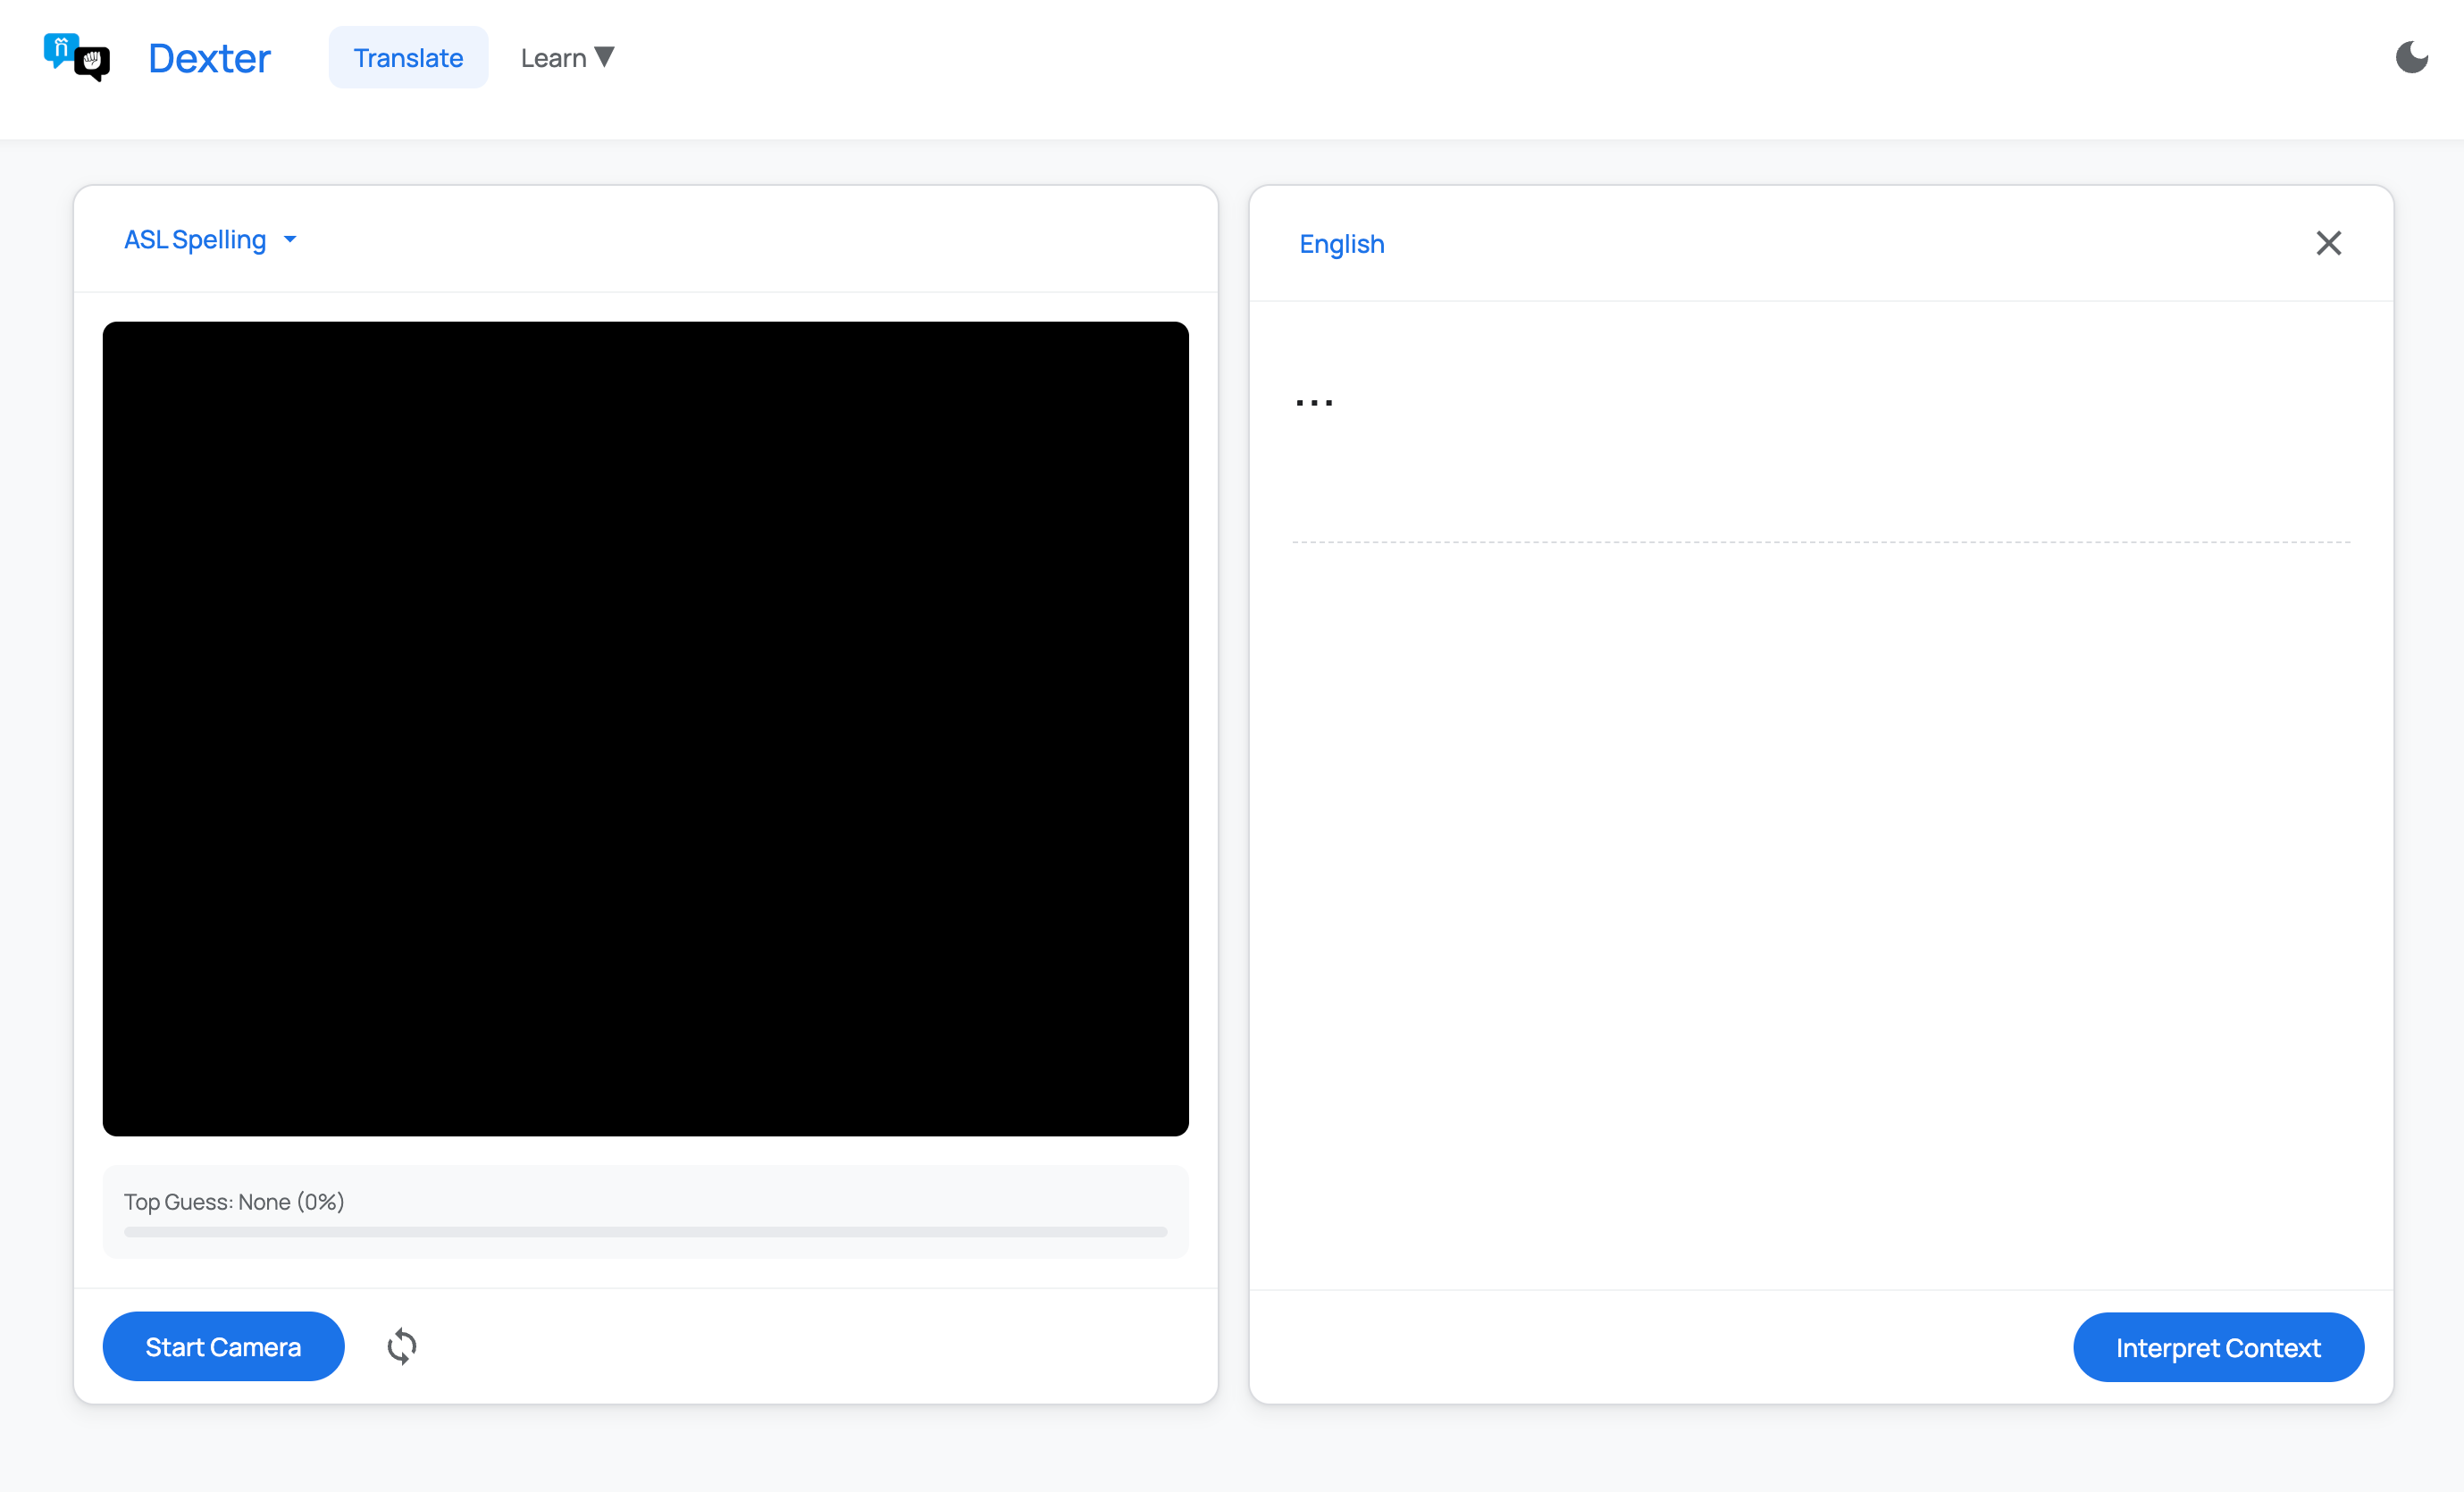 ñ
Dexter
Translate
Learn ▼
ASL Spelling
English
...
Top Guess: None (0%)
Start Camera
Interpret Context